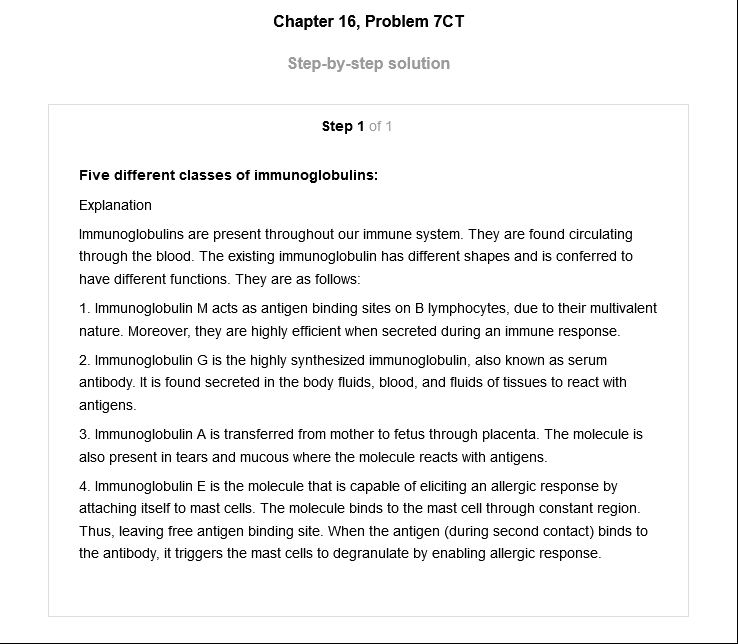 Chapter 16, Problem 7CT
Step-by-step solution
Step 1 of 1
Five different classes of immunoglobulins:
Explanation
Immunoglobulins are present throughout our immune system. They are found circulating
through the blood. The existing immunoglobulin has different shapes and is conferred to
have different functions. They are as follows:
1. Immunoglobulin M acts as antigen binding sites on B lymphocytes, due to their multivalent
nature. Moreover, they are highly efficient when secreted during an immune response.
2. Immunoglobulin G is the highly synthesized immunoglobulin, also known as serum
antibody. It is found secreted in the body fluids, blood, and fluids of tissues to react with
antigens.
3. Immunoglobulin A is transferred from mother to fetus through placenta. The molecule is
also present in tears and mucous where the molecule reacts with antigens.
4. Immunoglobulin E is the molecule that is capable of eliciting an allergic response by
attaching itself to mast cells. The molecule binds to the mast cell through constant region.
Thus, leaving free antigen binding site. When the antigen (during second contact) binds to
the antibody, it triggers the mast cells to degranulate by enabling allergic response.